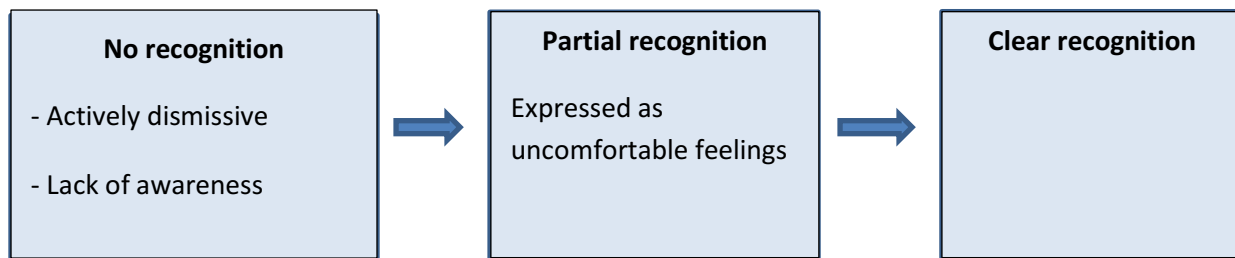 No recognition
- Actively dismissive
- Lack of awareness
Partial recognition
Expressed as
uncomfortable feelings
Clear recognition